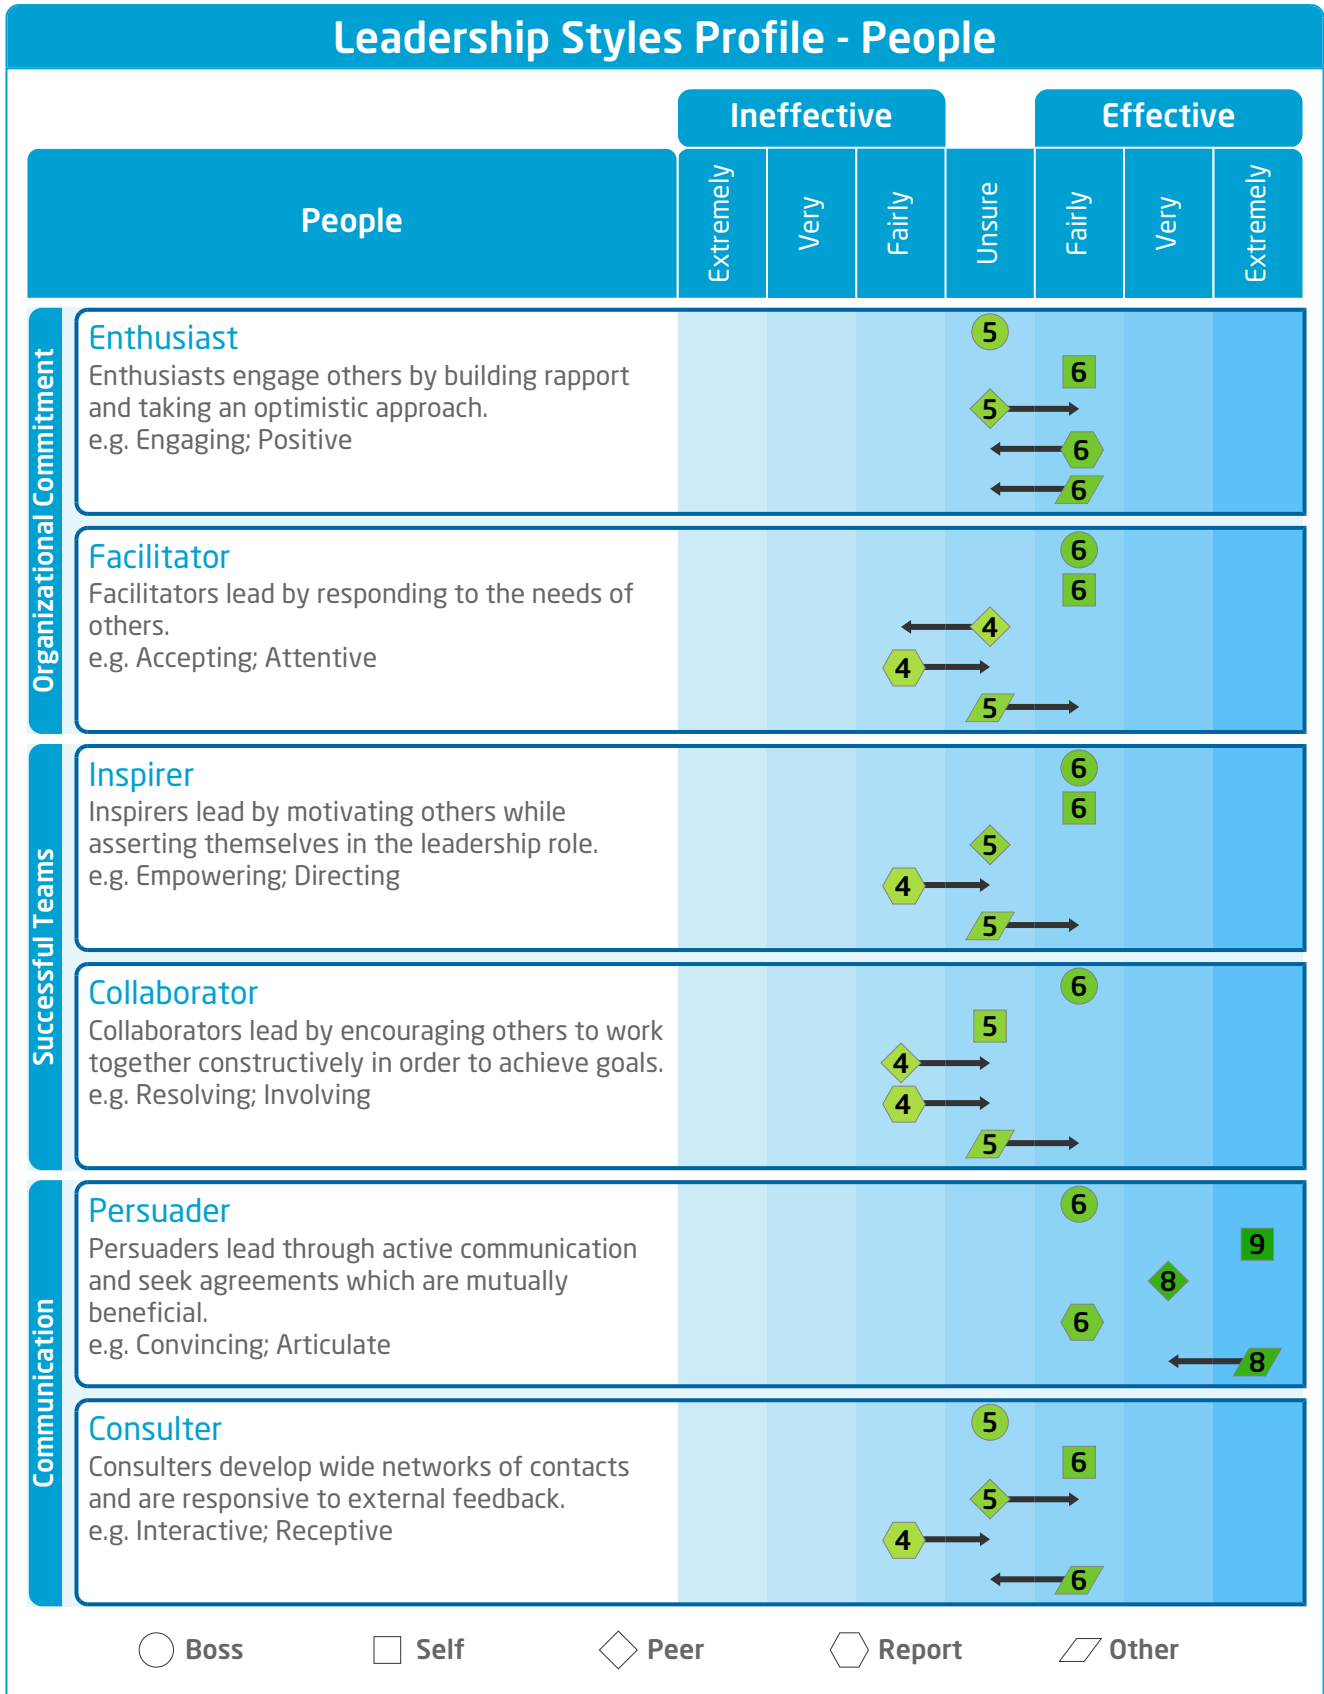 Leadership Styles Profile - People
Ineffective
Effective
People
Extremely
Very
Fairly
Unsure
Fairly
Very
Extremely
Organizational Commitment
Enthusiast
Enthusiasts engage others by building rapport
and taking an optimistic approach.
e.g. Engaging; Positive
5
6
5
6
6
Facilitator
Facilitators lead by responding to the needs of
others.
e.g. Accepting; Attentive
6
6
4
4
5
Successful Teams
Inspirer
Inspirers lead by motivating others while
asserting themselves in the leadership role.
e.g. Empowering; Directing
6
6
5
4
5
Collaborator
Collaborators lead by encouraging others to work
together constructively in order to achieve goals.
e.g. Resolving; Involving
6
5
4
4
5
Communication
Persuader
Persuaders lead through active communication
and seek agreements which are mutually
beneficial.
e.g. Convincing; Articulate
6
9
8
6
8
Consulter
Consulters develop wide networks of contacts
and are responsive to external feedback.
e.g. Interactive; Receptive
5
6
5
4
6
Boss
Self
Peer
Report
Other